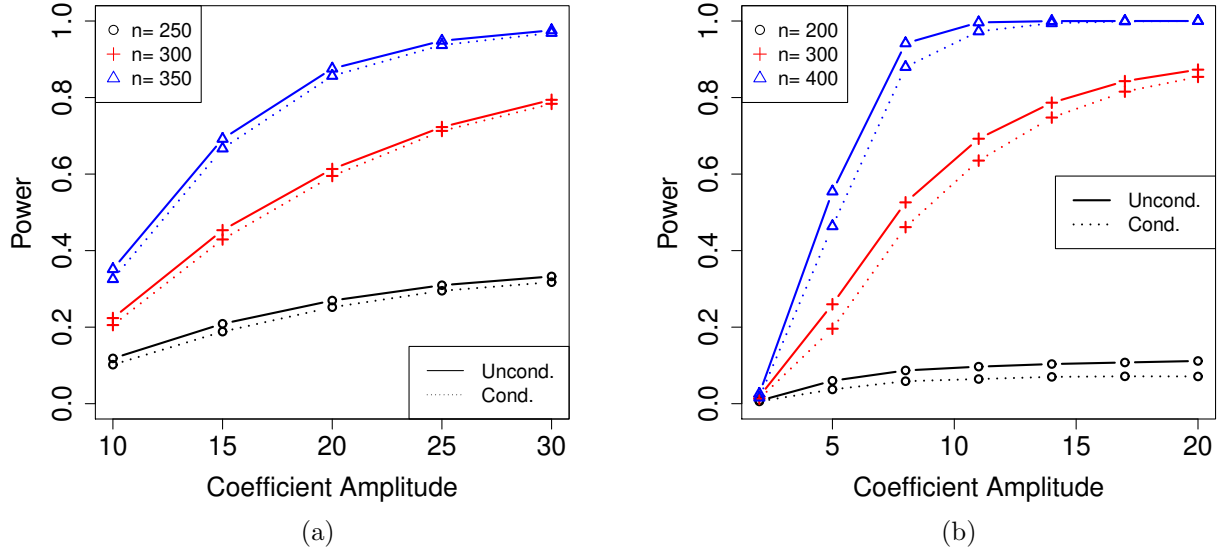 n= 250
n= 300
n= 350
Uncond.
Cond.
0.0
0.2
0.4
0.6
0.8
1.0
Power
10
15
20
25
30
Coefficient Amplitude
(a)
n= 200
n= 300
n= 400
Uncond.
Cond.
0.0
0.2
0.4
0.6
0.8
1.0
Power
5
10
15
20
Coefficient Amplitude
(b)